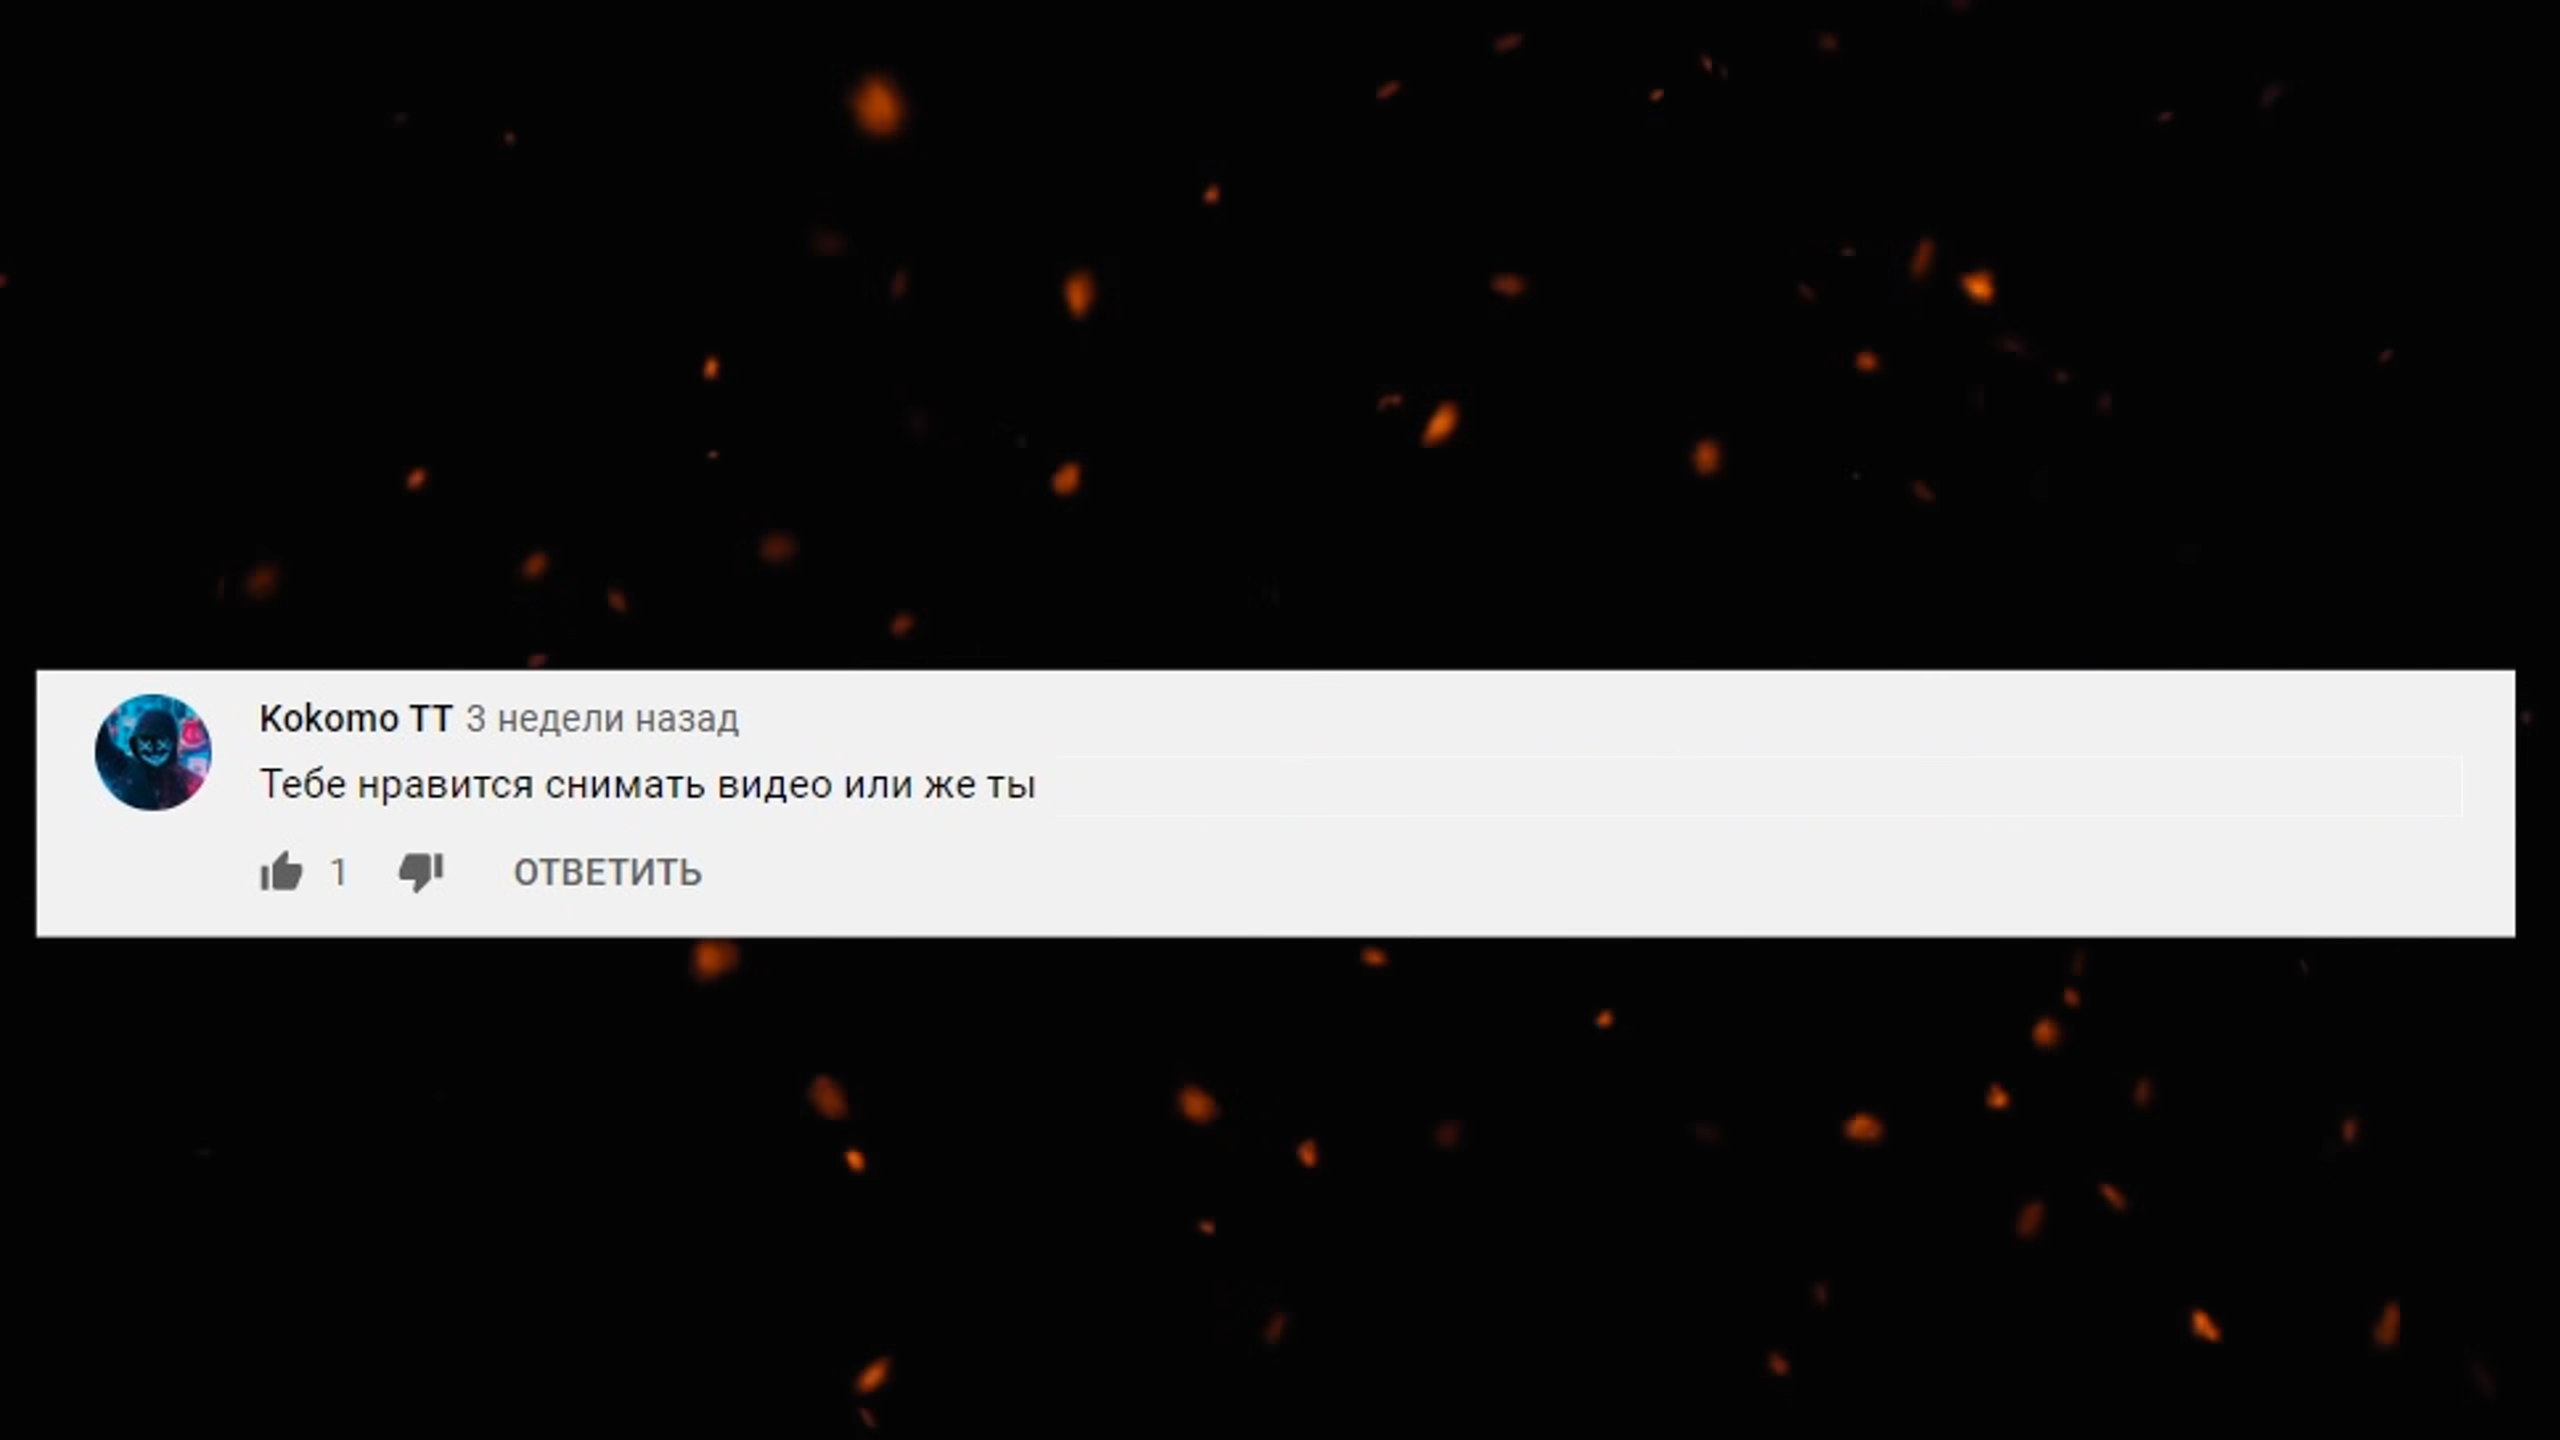 Kokomo TT 3 недели назад
Тебе нравится снимать видео или же ты
1 ОТВЕТИТЬ